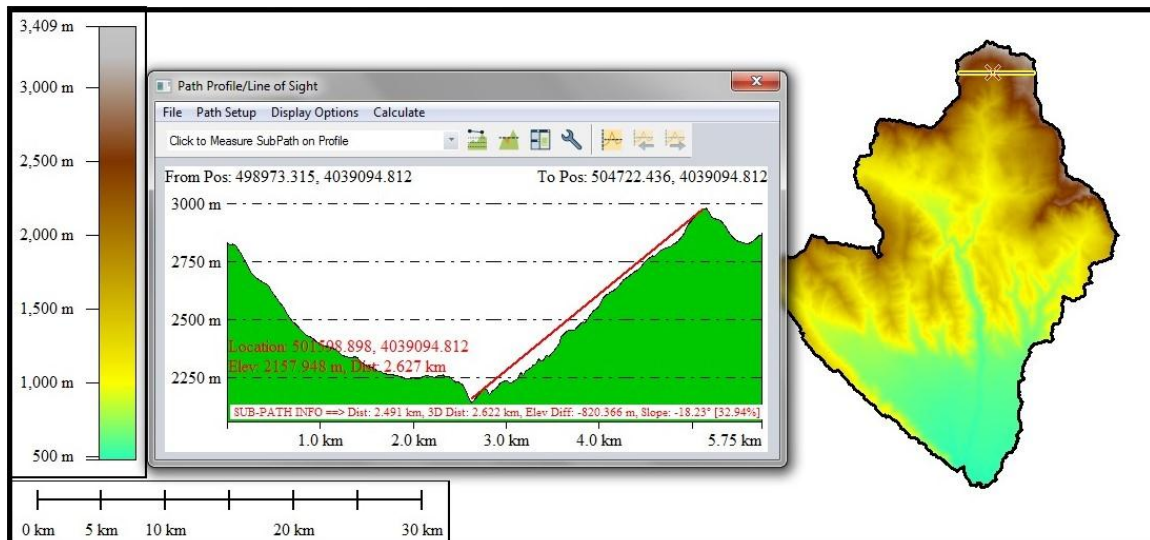 3,409 m
3,000 m
2,500 m
2,000 m
1,500 m
1,000 m
500 m
Path Profile/Line of Sight
File Path Setup Display Options Calculate
Click to Measure SubPath on Profile
From Pos: 498973.315, 4039094.812 To Pos: 504722.436, 4039094.812
3000 m
2750 m
2500 m
Location: 501598.898, 4039094.812
Elev: 2157.948 m, Dist: 2.627 km
2250 m
SUB-PATH INFO ==> Dist: 2.491 km, 3D Dist: 2.622 km, Elev Diff: -820.366 m, Slope: -18.23° [32.94%]
1.0 km 2.0 km 3.0 km 4.0 km 5.75 km
0 km 5 km 10 km 20 km 30 km